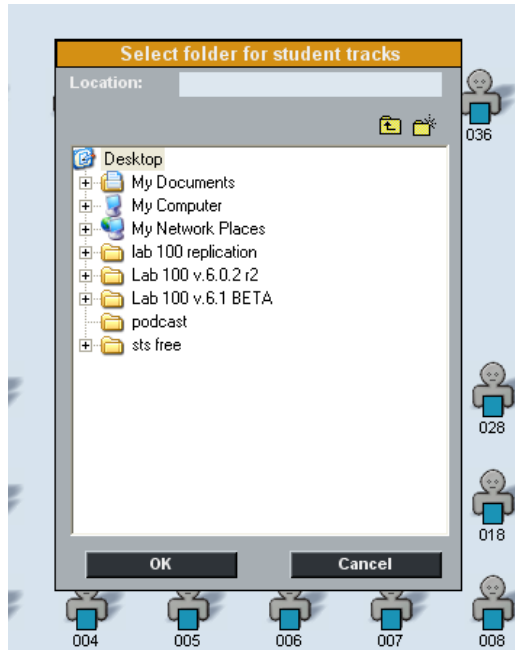 Select folder for student tracks
Location:
036
Desktop
My Documents
My Computer
My Network Places
lab 100 replication
Lab 100 v.6.0.2 r2
Lab 100 v.6.1 BETA
podcast
sts free
028
018
OK
Cancel
004
005
006
007
008